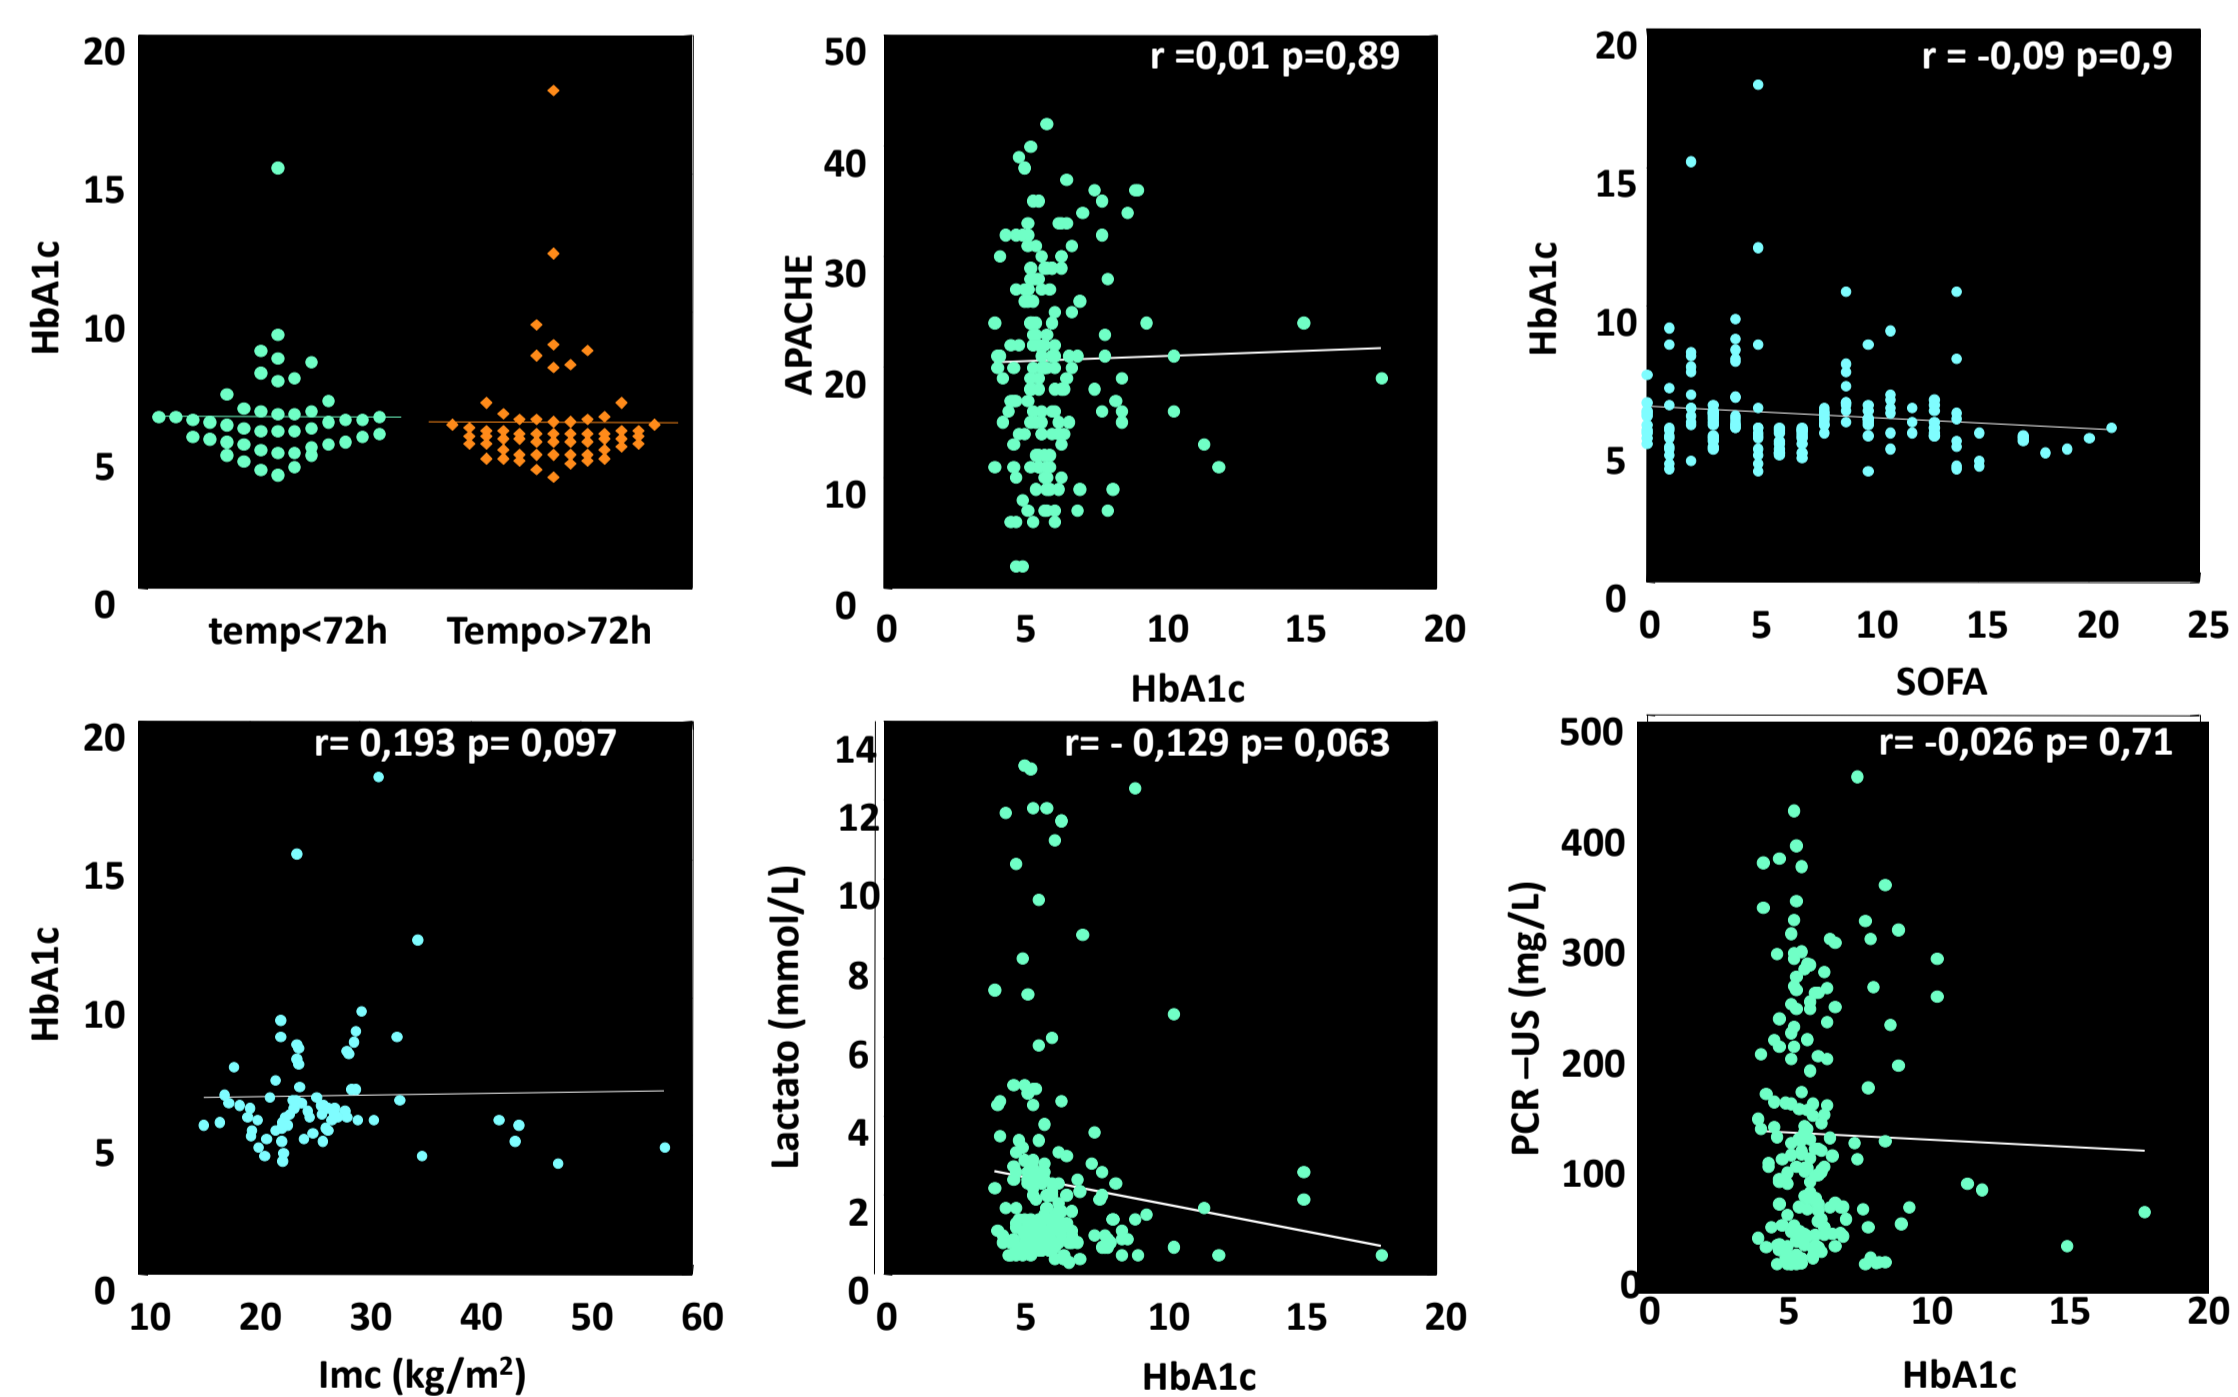 20
15
10
5
0
HbA1c
temp<72h Tempo>72h
r =0,01 p=0,89
50
40
30
20
10
0
APACHE
0 5 10 15 20
HbA1c
r = -0,09 p=0,9
20
15
10
5
0
HbA1c
0 5 10 15 20 25
SOFA
r= 0,193 p= 0,097
20
15
10
5
0
HbA1c
10 20 30 40 50 60
Imc (kg/m²)
r= - 0,129 p= 0,063
14
12
10
8
6
4
2
0
Lactato (mmol/L)
0 5 10 15 20
HbA1c
r= -0,026 p= 0,71
500
400
300
200
100
0
PCR –US (mg/L)
0 5 10 15 20
HbA1c